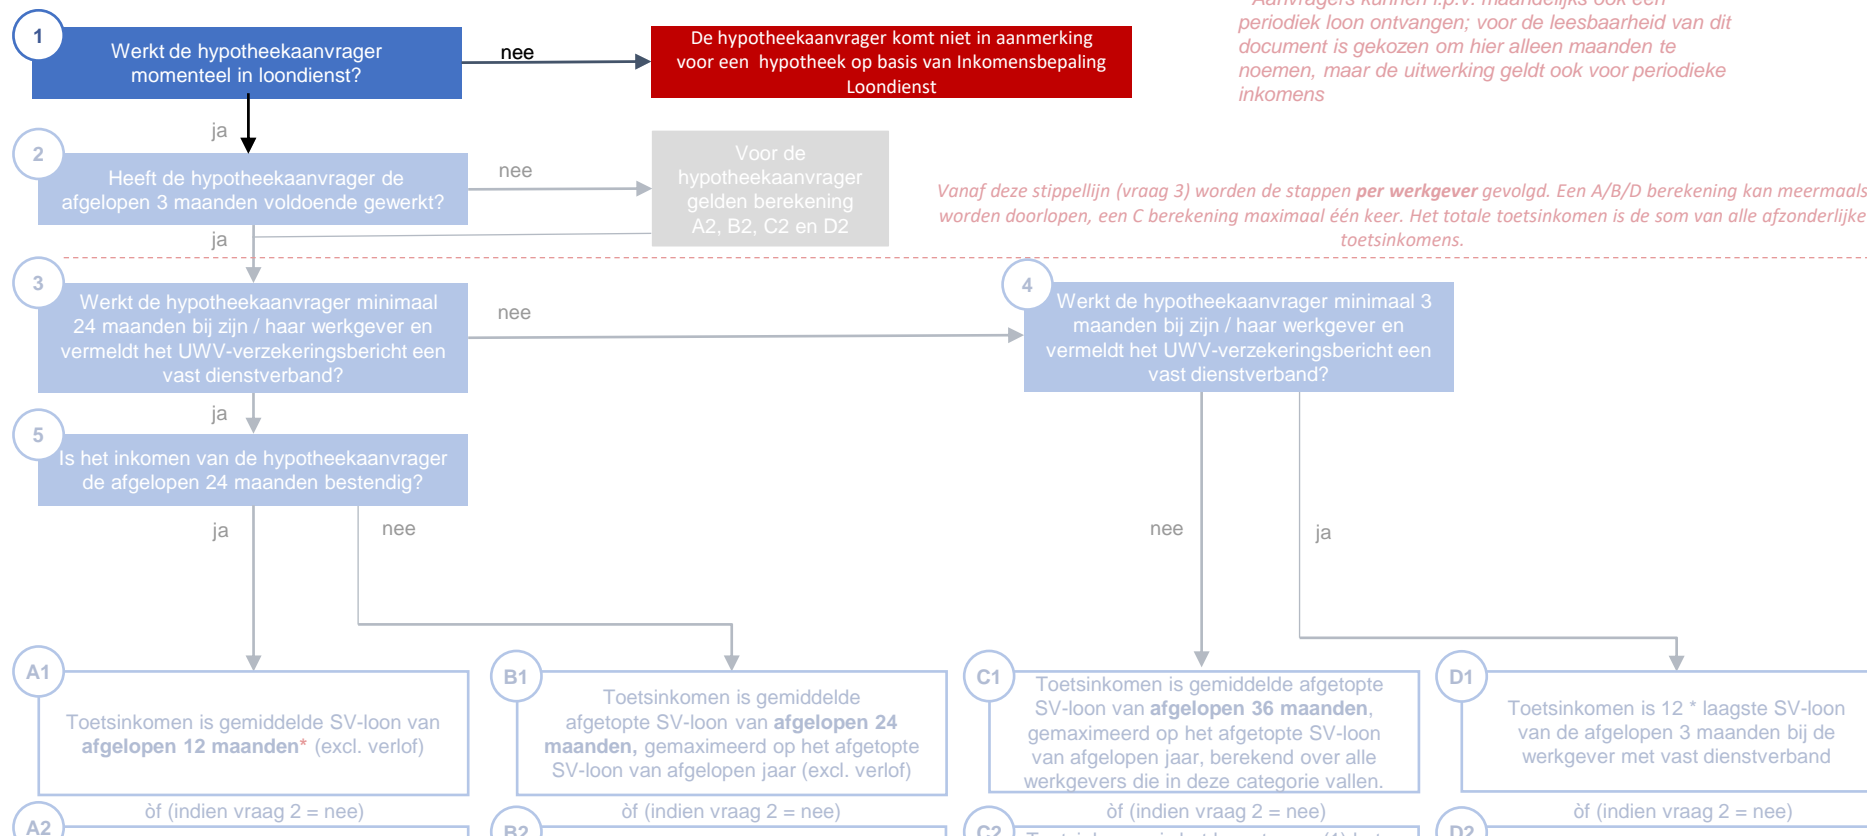 * Aanvragers kunnen i.p.v. maandelijks ook een
periodiek loon ontvangen; voor de leesbaarheid van dit
document is gekozen om hier alleen maanden te
noemen, maar de uitwerking geldt ook voor periodieke
inkomens
1
Werkt de hypotheekaanvrager
momenteel in loondienst?
nee
De hypotheekaanvrager komt niet in aanmerking
voor een hypotheek op basis van Inkomensbepaling
Loondienst
ja
2
Heeft de hypotheekaanvrager de
afgelopen 3 maanden voldoende gewerkt?
nee
Voor de
hypotheekaanvrager
gelden berekening
A2, B2, C2 en D2
ja
Vanaf deze stippellijn (vraag 3) worden de stappen per werkgever gevolgd. Een A/B/D berekening kan meermaals
worden doorlopen, een C berekening maximaal één keer. Het totale toetsinkomen is de som van alle afzonderlijke
toetsinkomens.
3
Werkt de hypotheekaanvrager minimaal
24 maanden bij zijn / haar werkgever en
vermeldt het UWV-verzekeringsbericht een
vast dienstverband?
nee
4
Werkt de hypotheekaanvrager minimaal 3
maanden bij zijn / haar werkgever en
vermeldt het UWV-verzekeringsbericht een
vast dienstverband?
ja
5
Is het inkomen van de hypotheekaanvrager
de afgelopen 24 maanden bestendig?
ja
nee
nee
ja
A1
Toetsinkomen is gemiddelde SV-loon van
afgelopen 12 maanden* (excl. verlof)
B1
Toetsinkomen is gemiddelde
afgetopte SV-loon van afgelopen 24
maanden, gemaximeerd op het afgetopte
SV-loon van afgelopen jaar (excl. verlof)
C1
Toetsinkomen is gemiddelde afgetopte
SV-loon van afgelopen 36 maanden,
gemaximeerd op het afgetopte SV-loon
van afgelopen jaar, berekend over alle
werkgevers die in deze categorie vallen.
D1
Toetsinkomen is 12 * laagste SV-loon
van de afgelopen 3 maanden bij de
werkgever met vast dienstverband
òf (indien vraag 2 = nee)
òf (indien vraag 2 = nee)
òf (indien vraag 2 = nee)
òf (indien vraag 2 = nee)
A2
B2
C2
D2